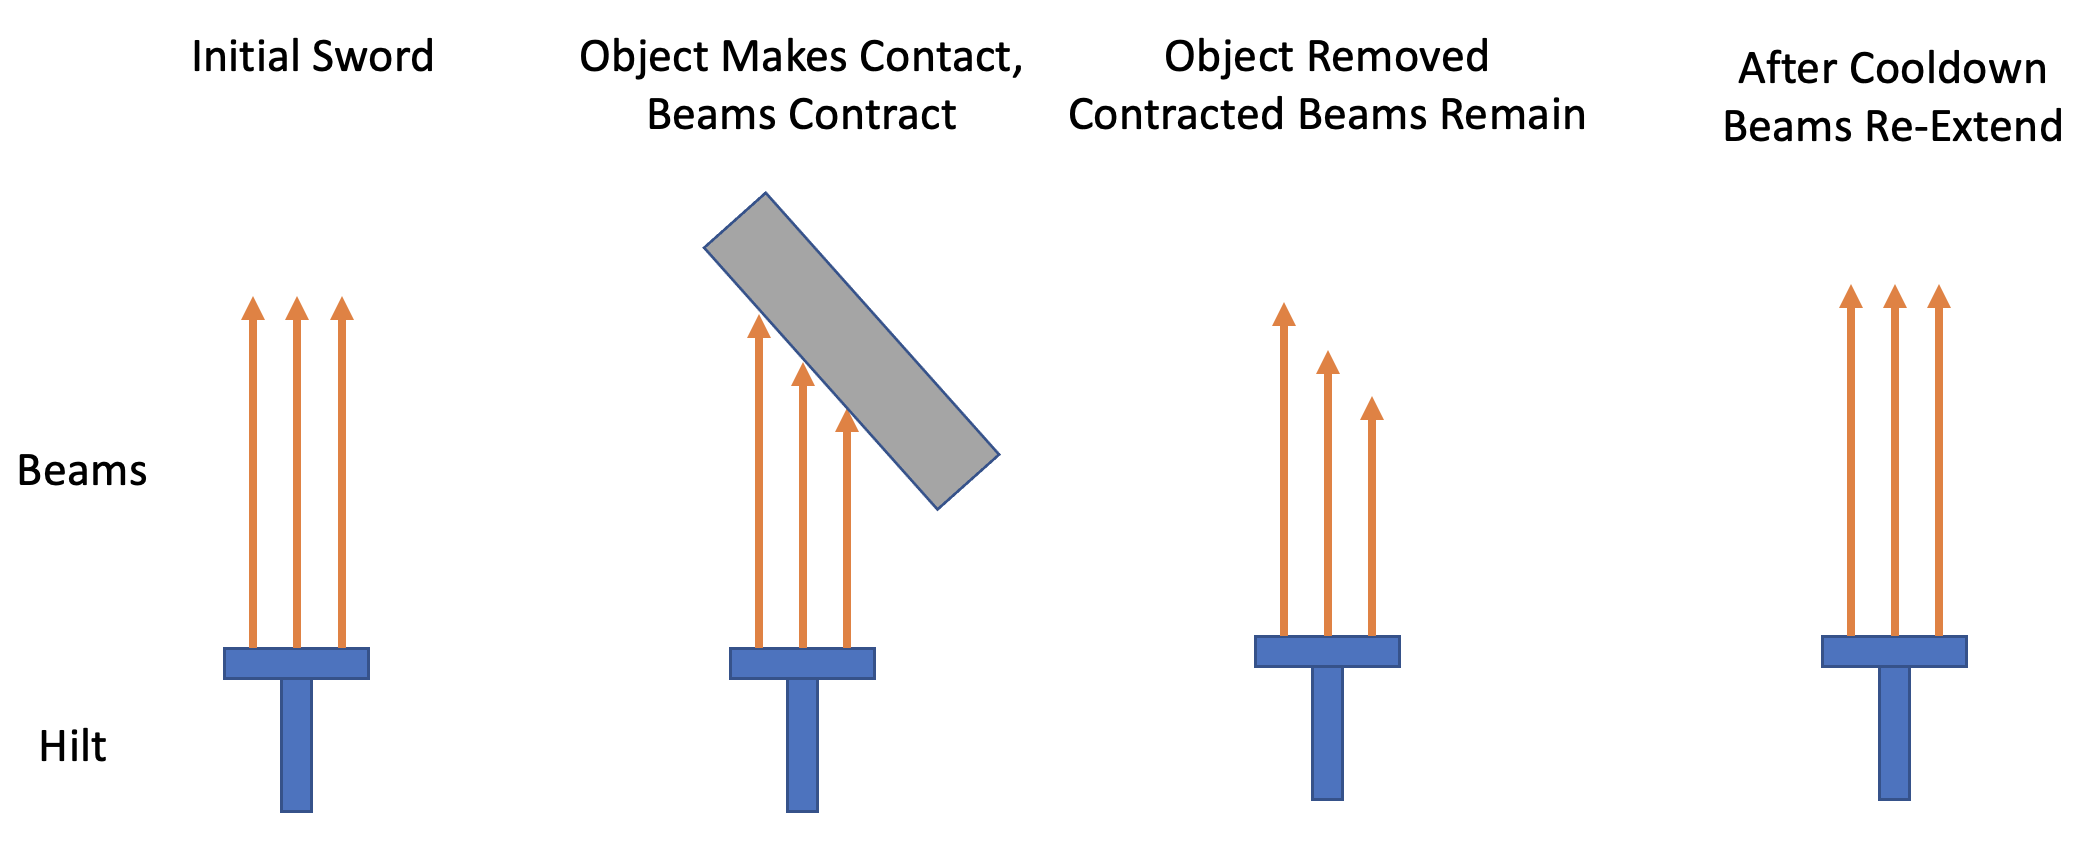 Initial Sword
Object Makes Contact,
Beams Contract
Object Removed
Contracted Beams Remain
After Cooldown
Beams Re-Extend
Beams
Hilt